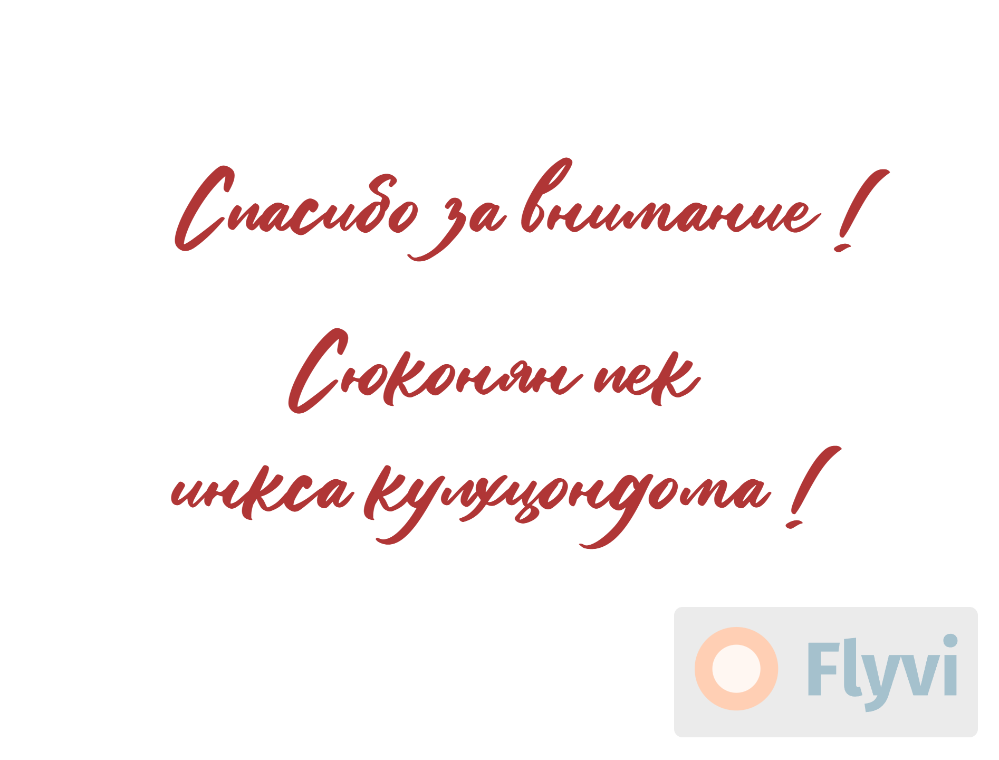 Спасибо за внимание!
Сюконян пек
инкса кулхцондома!
Flyvi